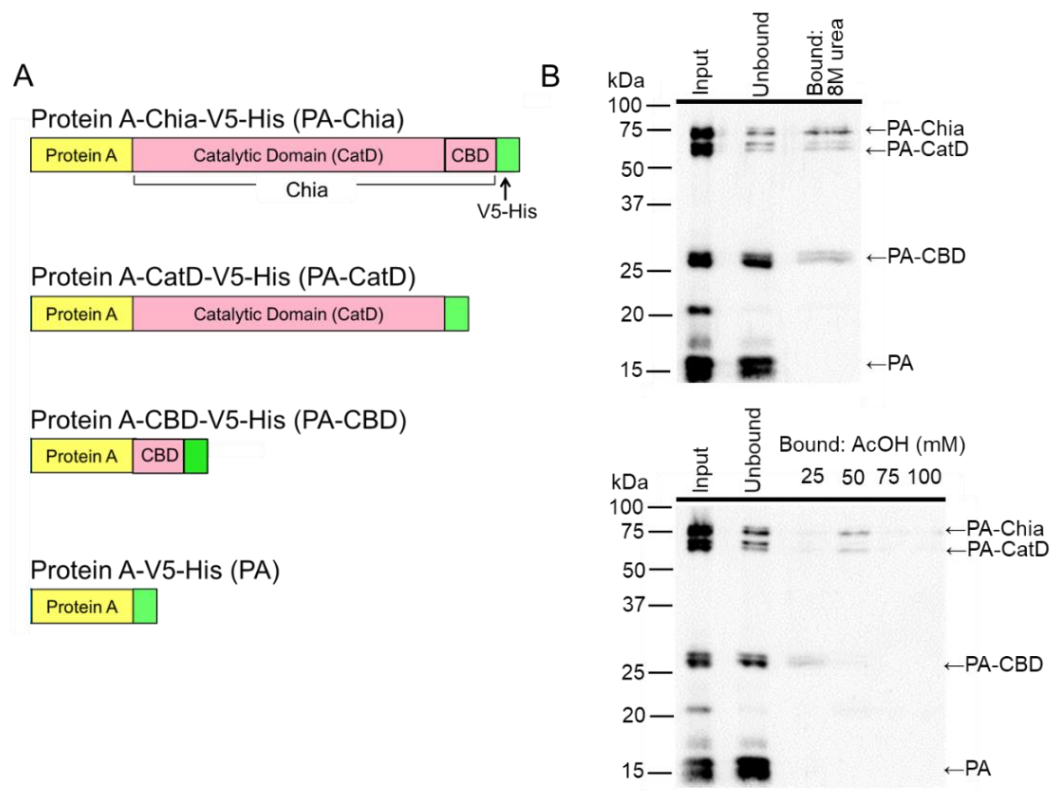 A
Protein A-Chia-V5-His (PA-Chia)
Protein A
Catalytic Domain (CatD)
CBD
Chia
V5-His
Protein A-CatD-V5-His (PA-CatD)
Protein A
Catalytic Domain (CatD)
Protein A-CBD-V5-His (PA-CBD)
Protein A
CBD
Protein A-V5-His (PA)
Protein A
B
kDa
Input
Unbound
Bound:
8M urea
100
75
50
37
25
20
15
←PA-Chia
←PA-CatD
←PA-CBD
←PA
kDa
Input
Unbound
Bound: AcOH (mM)
25 50 75 100
100
75
50
37
25
20
15
←PA-Chia
←PA-CatD
←PA-CBD
←PA